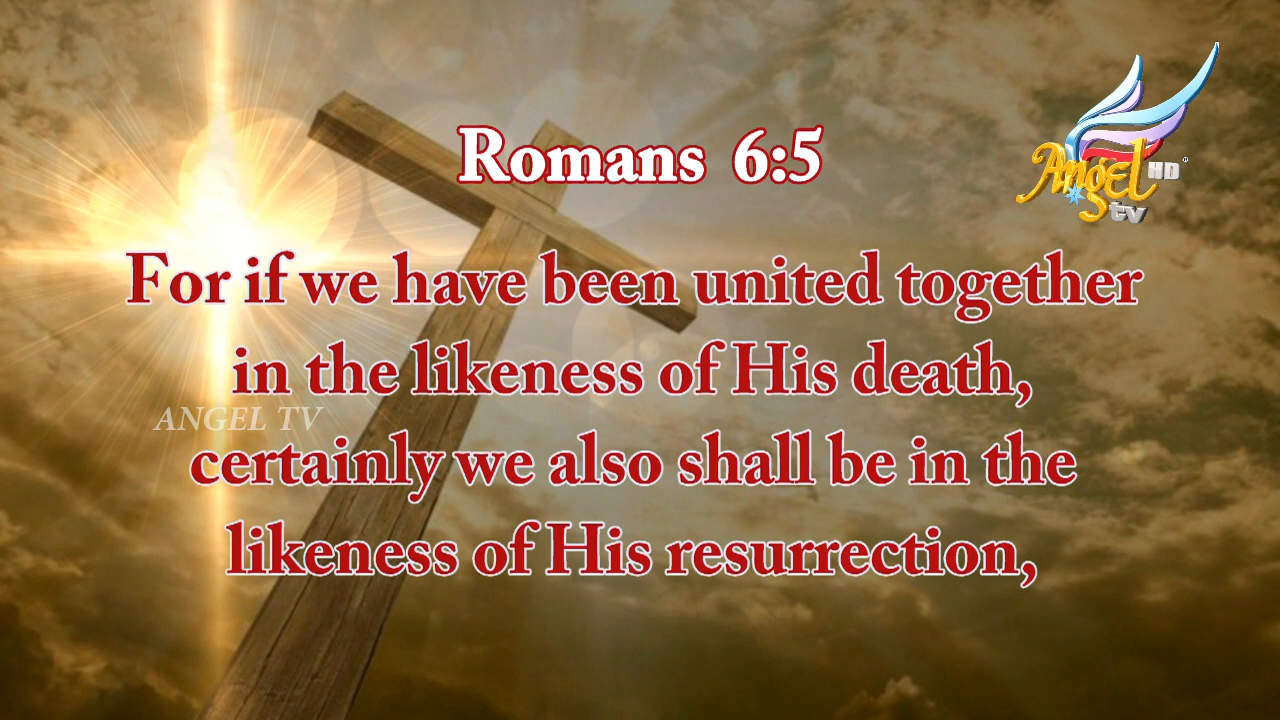 Romans 6:5
Angel HD
tv
For if we have been united together
in the likeness of His death,
ANGEL TV
certainly we also shall be in the
likeness of His resurrection,